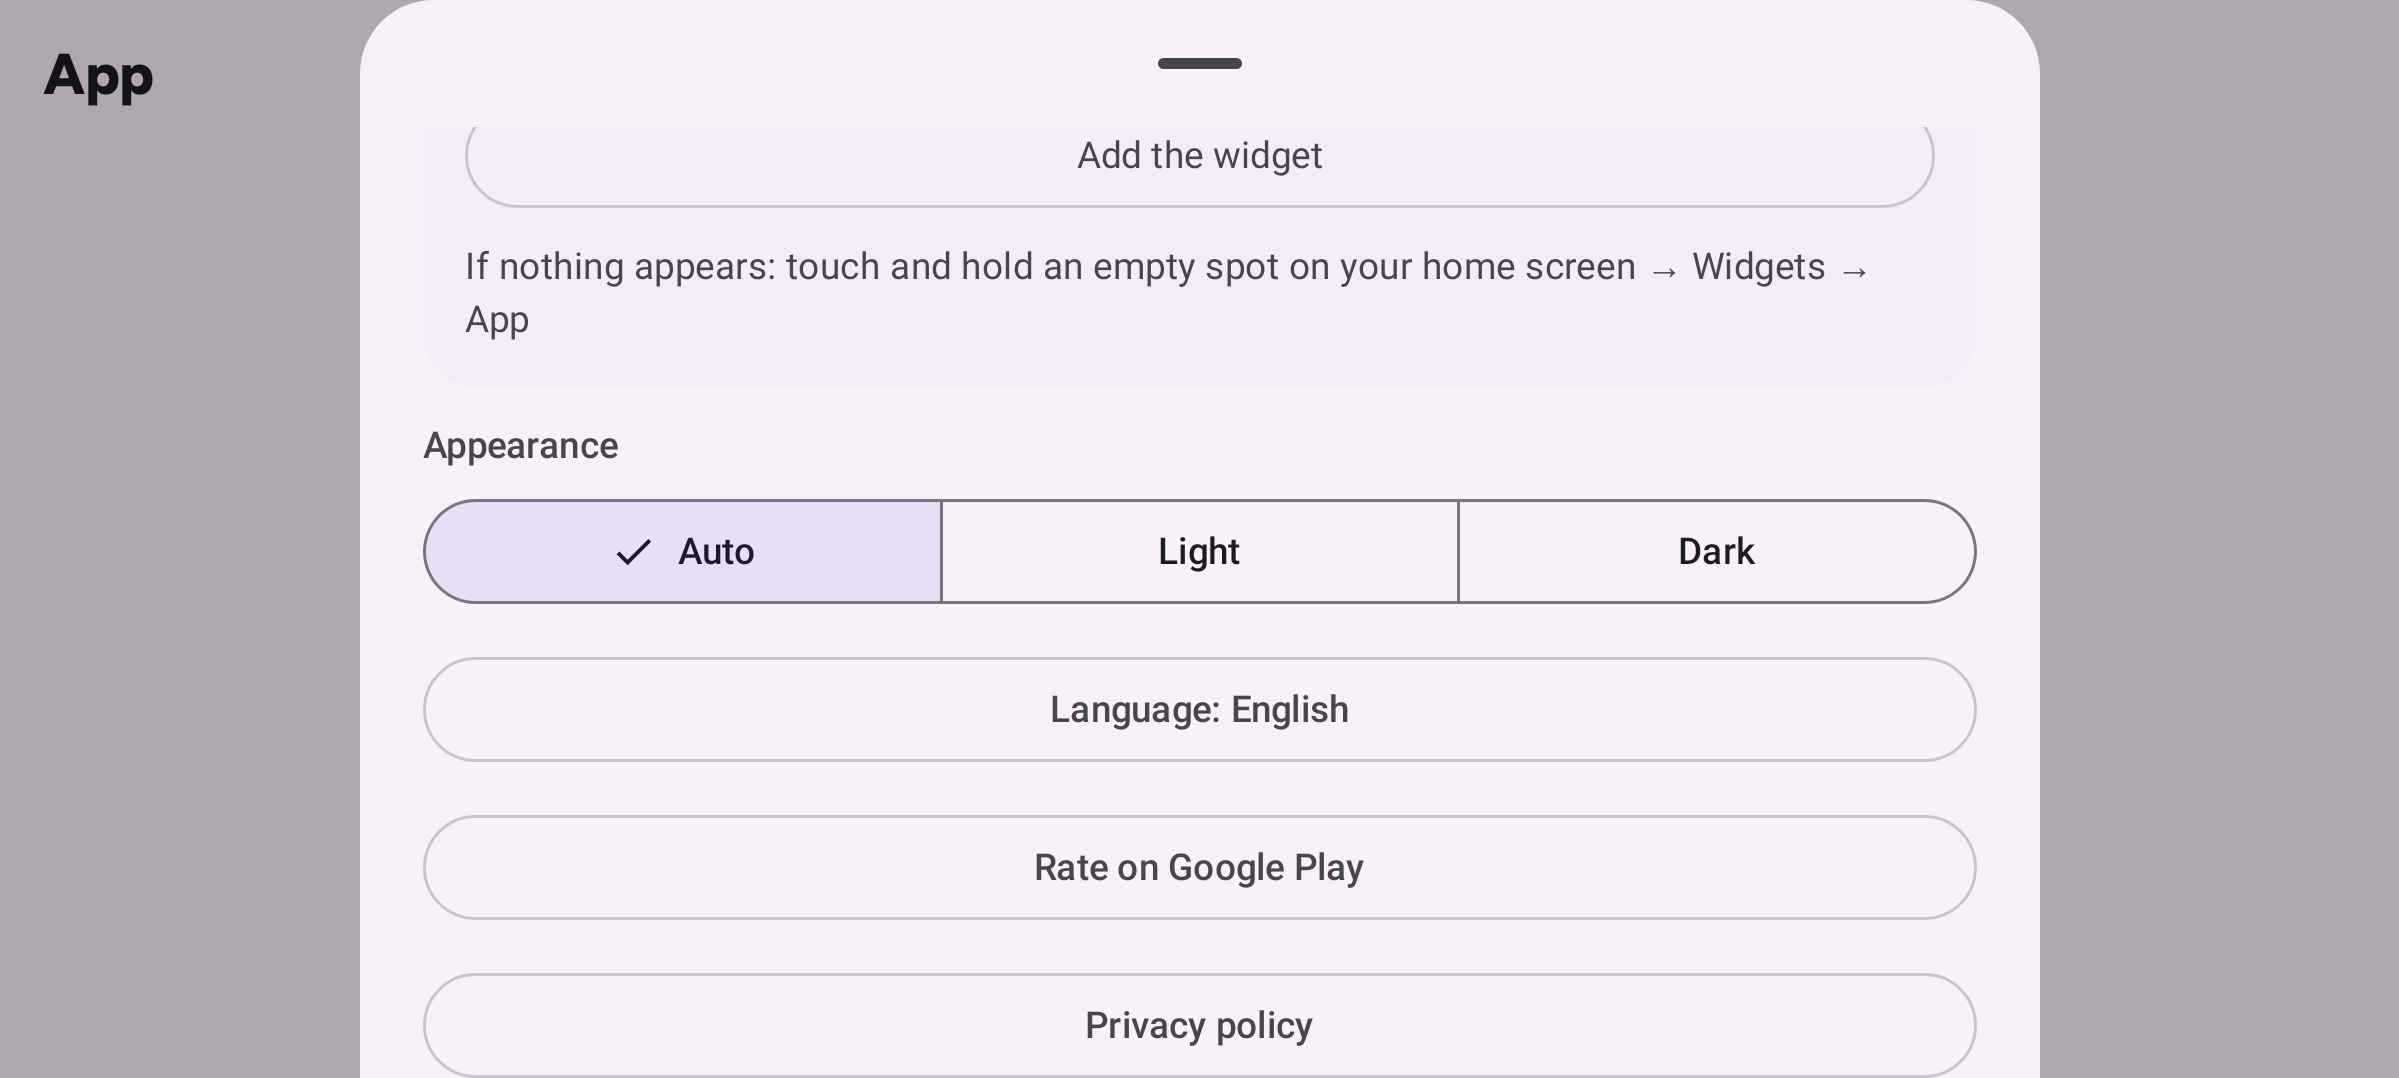 App
Add the widget
If nothing appears: touch and hold an empty spot on your home screen → Widgets →
App
Appearance
Auto
Light
Dark
Language: English
Rate on Google Play
Privacy policy